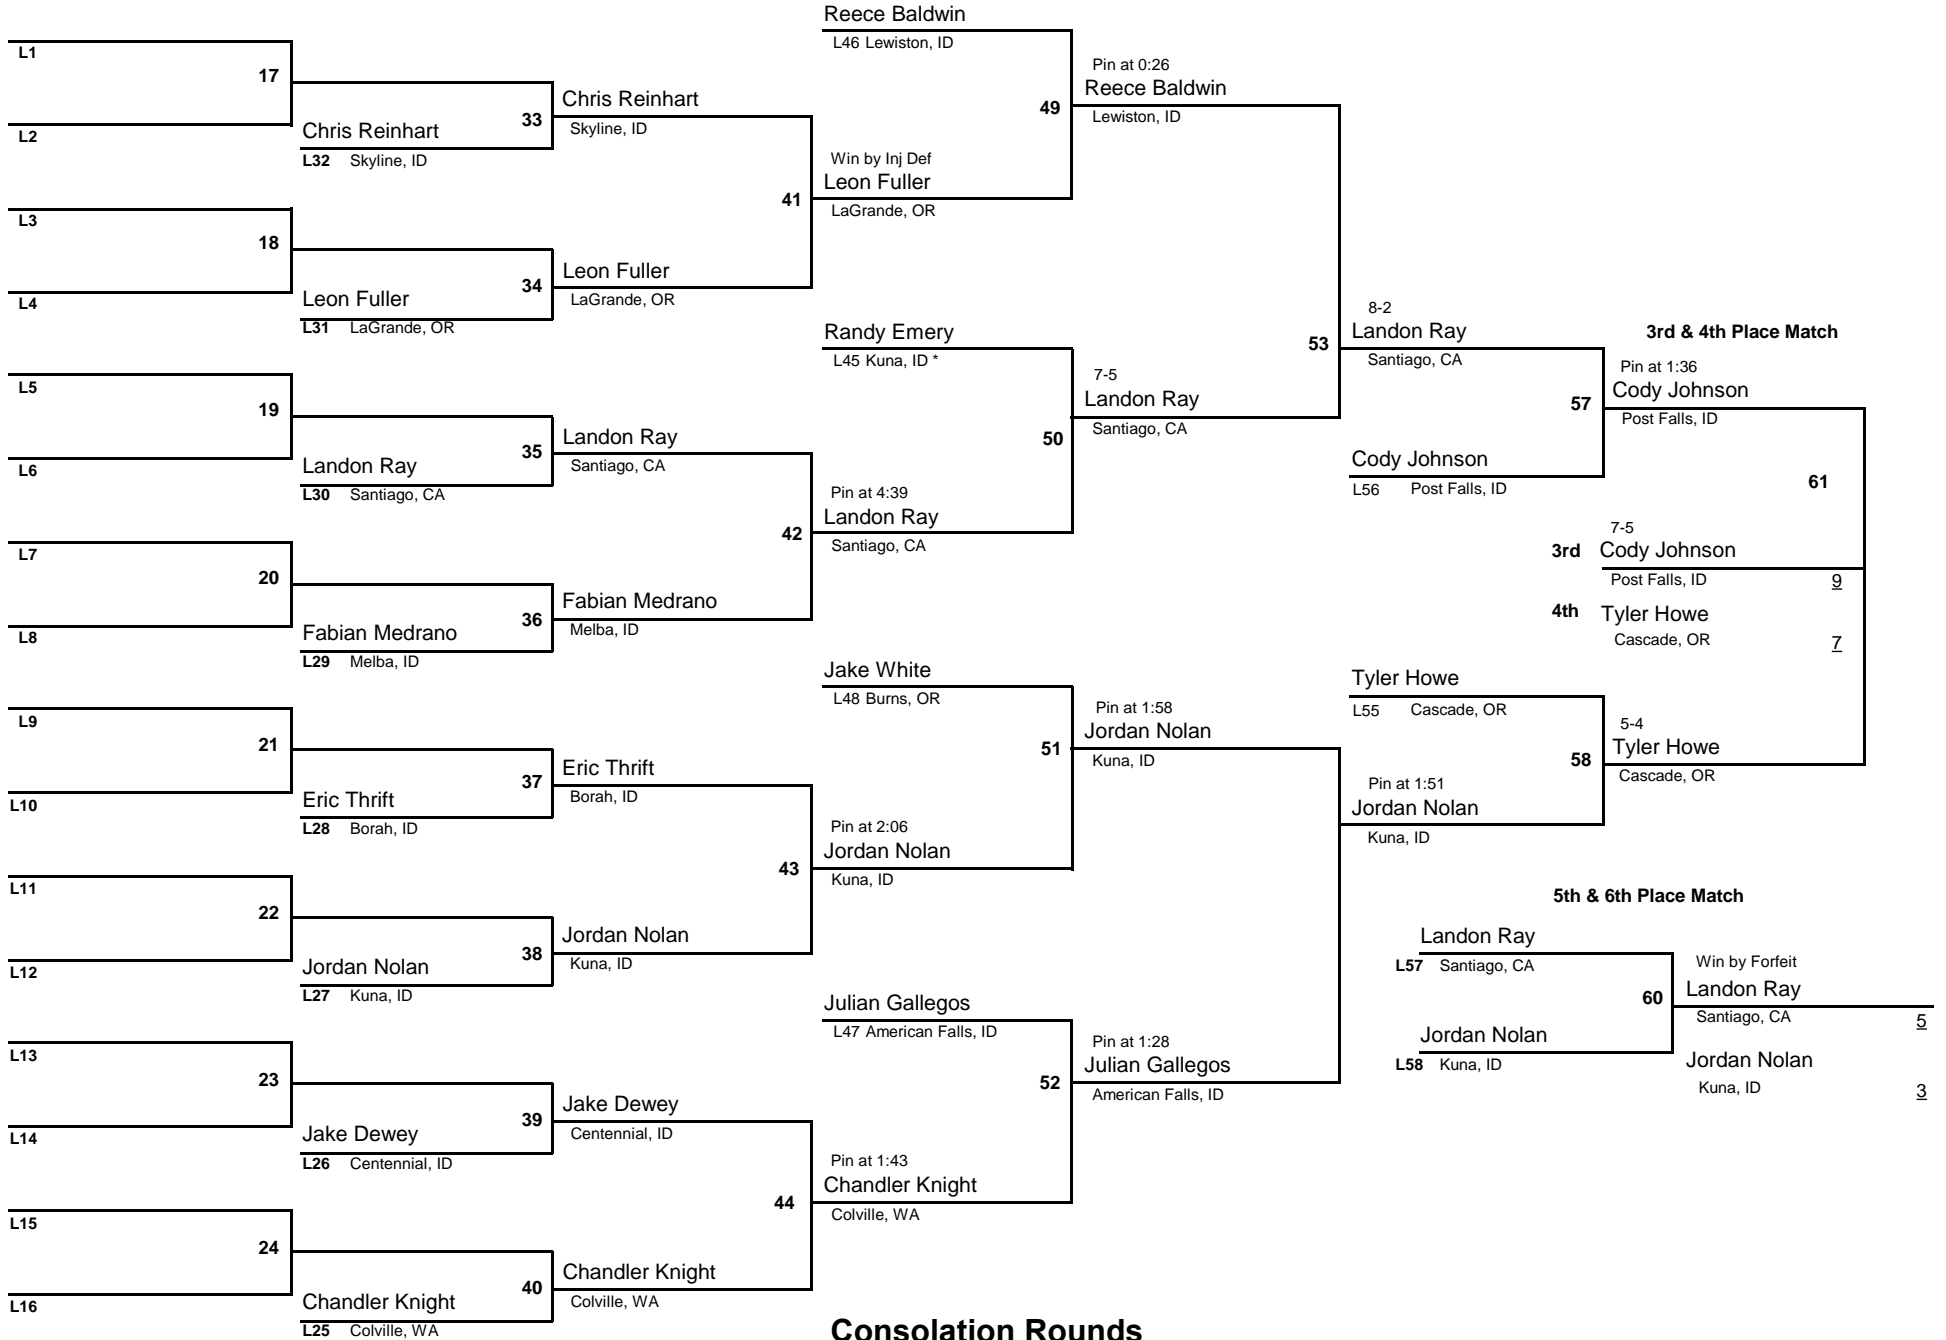 L1
17
L2
Chris Reinhart
L32 Skyline, ID
33
L3
18
L4
Leon Fuller
L31 LaGrande, OR
34
L5
19
L6
Landon Ray
L30 Santiago, CA
35
L7
20
L8
Fabian Medrano
L29 Melba, ID
36
L9
21
L10
Eric Thrift
L28 Borah, ID
37
L11
22
L12
Jordan Nolan
L27 Kuna, ID
38
L13
23
L14
Jake Dewey
L26 Centennial, ID
39
L15
24
L16
Chandler Knight
L25 Colville, WA
40
Chris Reinhart
Skyline, ID
41
Leon Fuller
LaGrande, OR
Landon Ray
Santiago, CA
42
Fabian Medrano
Melba, ID
Eric Thrift
Borah, ID
43
Jordan Nolan
Kuna, ID
Jake Dewey
Centennial, ID
44
Chandler Knight
Colville, WA
Reece Baldwin
L46 Lewiston, ID
49
Win by Inj Def
Leon Fuller
LaGrande, OR
Randy Emery
L45 Kuna, ID *
50
Pin at 4:39
Landon Ray
Santiago, CA
Jake White
L48 Burns, OR
51
Pin at 2:06
Jordan Nolan
Kuna, ID
Julian Gallegos
L47 American Falls, ID
52
Pin at 1:43
Chandler Knight
Colville, WA
Pin at 0:26
Reece Baldwin
Lewiston, ID
53
7-5
Landon Ray
Santiago, CA
Pin at 1:58
Jordan Nolan
Kuna, ID
Pin at 1:28
Julian Gallegos
American Falls, ID
8-2
Landon Ray
Santiago, CA
57
Cody Johnson
L56 Post Falls, ID
Tyler Howe
L55 Cascade, OR
58
Pin at 1:51
Jordan Nolan
Kuna, ID
3rd & 4th Place Match
Pin at 1:36
Cody Johnson
Post Falls, ID
61
7-5
3rd Cody Johnson
Post Falls, ID 9
4th Tyler Howe
Cascade, OR 7
5-4
Tyler Howe
Cascade, OR
5th & 6th Place Match
Landon Ray
L57 Santiago, CA
60
Jordan Nolan
L58 Kuna, ID
Win by Forfeit
Landon Ray
Santiago, CA 5
Jordan Nolan
Kuna, ID 3
Consolation Rounds